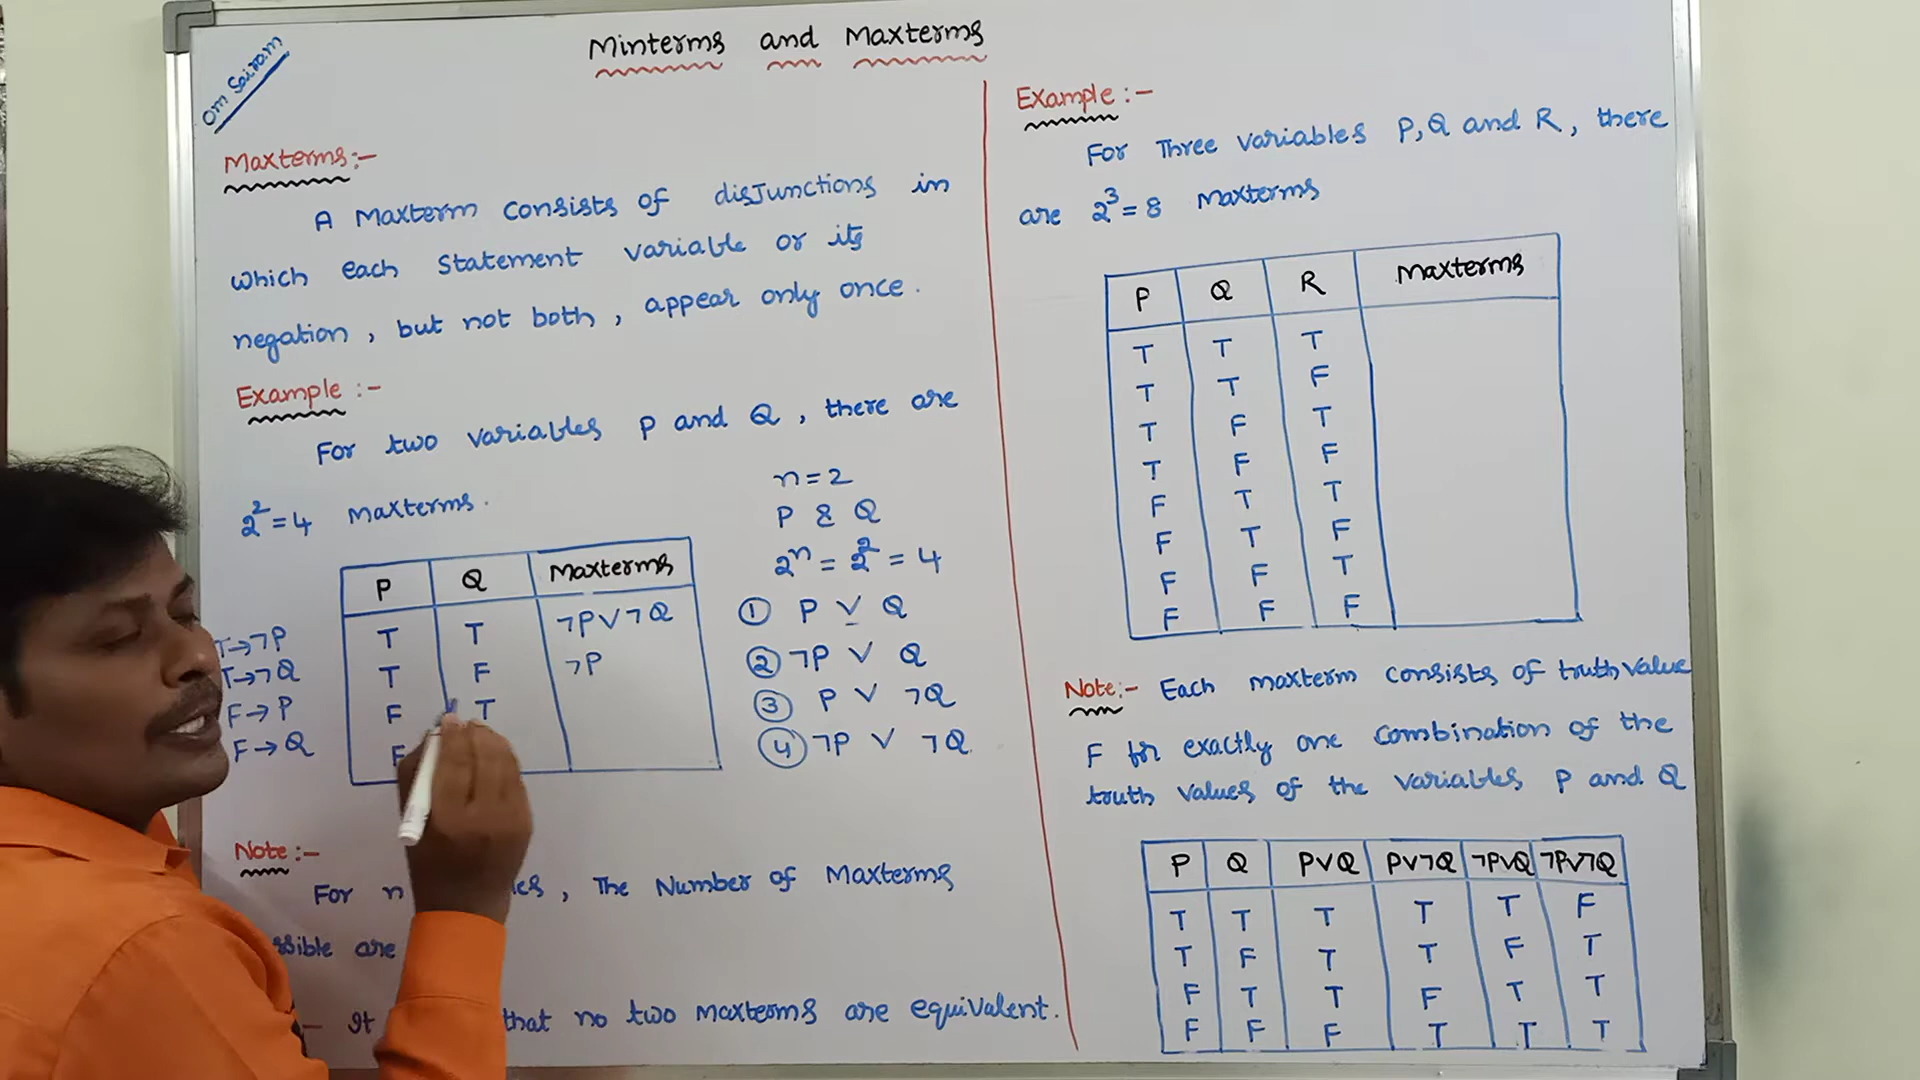 Om Sairam
Minterms and Maxterms
Maxterms:-
A Maxterm consists of disjunctions in
which each statement variable or its
negation, but not both, appear only once.
Example :-
For two variables P and Q, there are
2² = 4 Maxterms.
n = 2
P & Q
2ⁿ = 2² = 4
① P ∨ Q
② ¬P ∨ Q
③ P ∨ ¬Q
④ ¬P ∨ ¬Q
T→¬P
T→¬Q
F→P
F→Q
P Q Maxterms
T T ¬P∨¬Q
T F ¬P
F T
F
Note:-
For n , The Number of Maxterms
are
It that no two maxterms are equivalent.
Example :-
For Three variables P, Q and R, there
are 2³ = 8 Maxterms
P Q R Maxterms
T T T
T T F
T F T
T F F
F T T
F T F
F F T
F F F
Note:- Each maxterm consists of truth value
F for exactly one combination of the
truth values of the variables P and Q
P Q P∨Q P∨¬Q ¬P∨Q ¬P∨¬Q
T T T T T F
T F T T F T
F T T F T T
F F F T T T